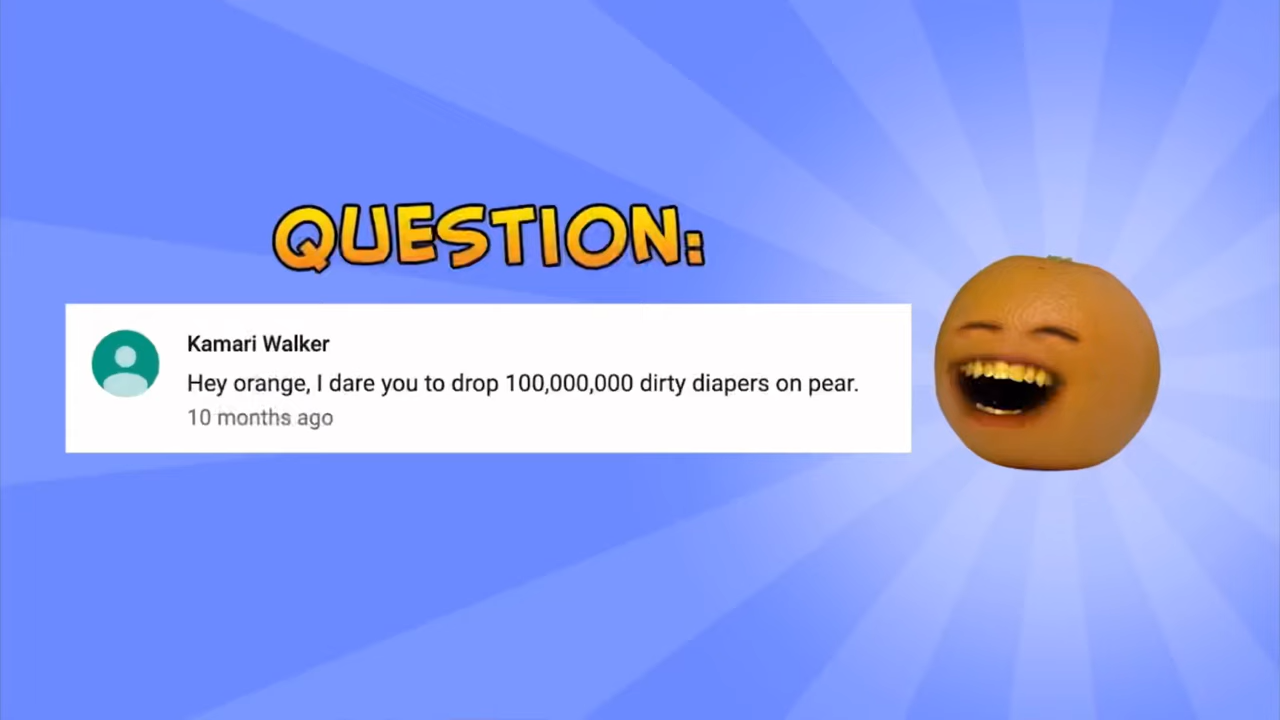 QUESTION:
Kamari Walker
Hey orange, I dare you to drop 100,000,000 dirty diapers on pear.
10 months ago